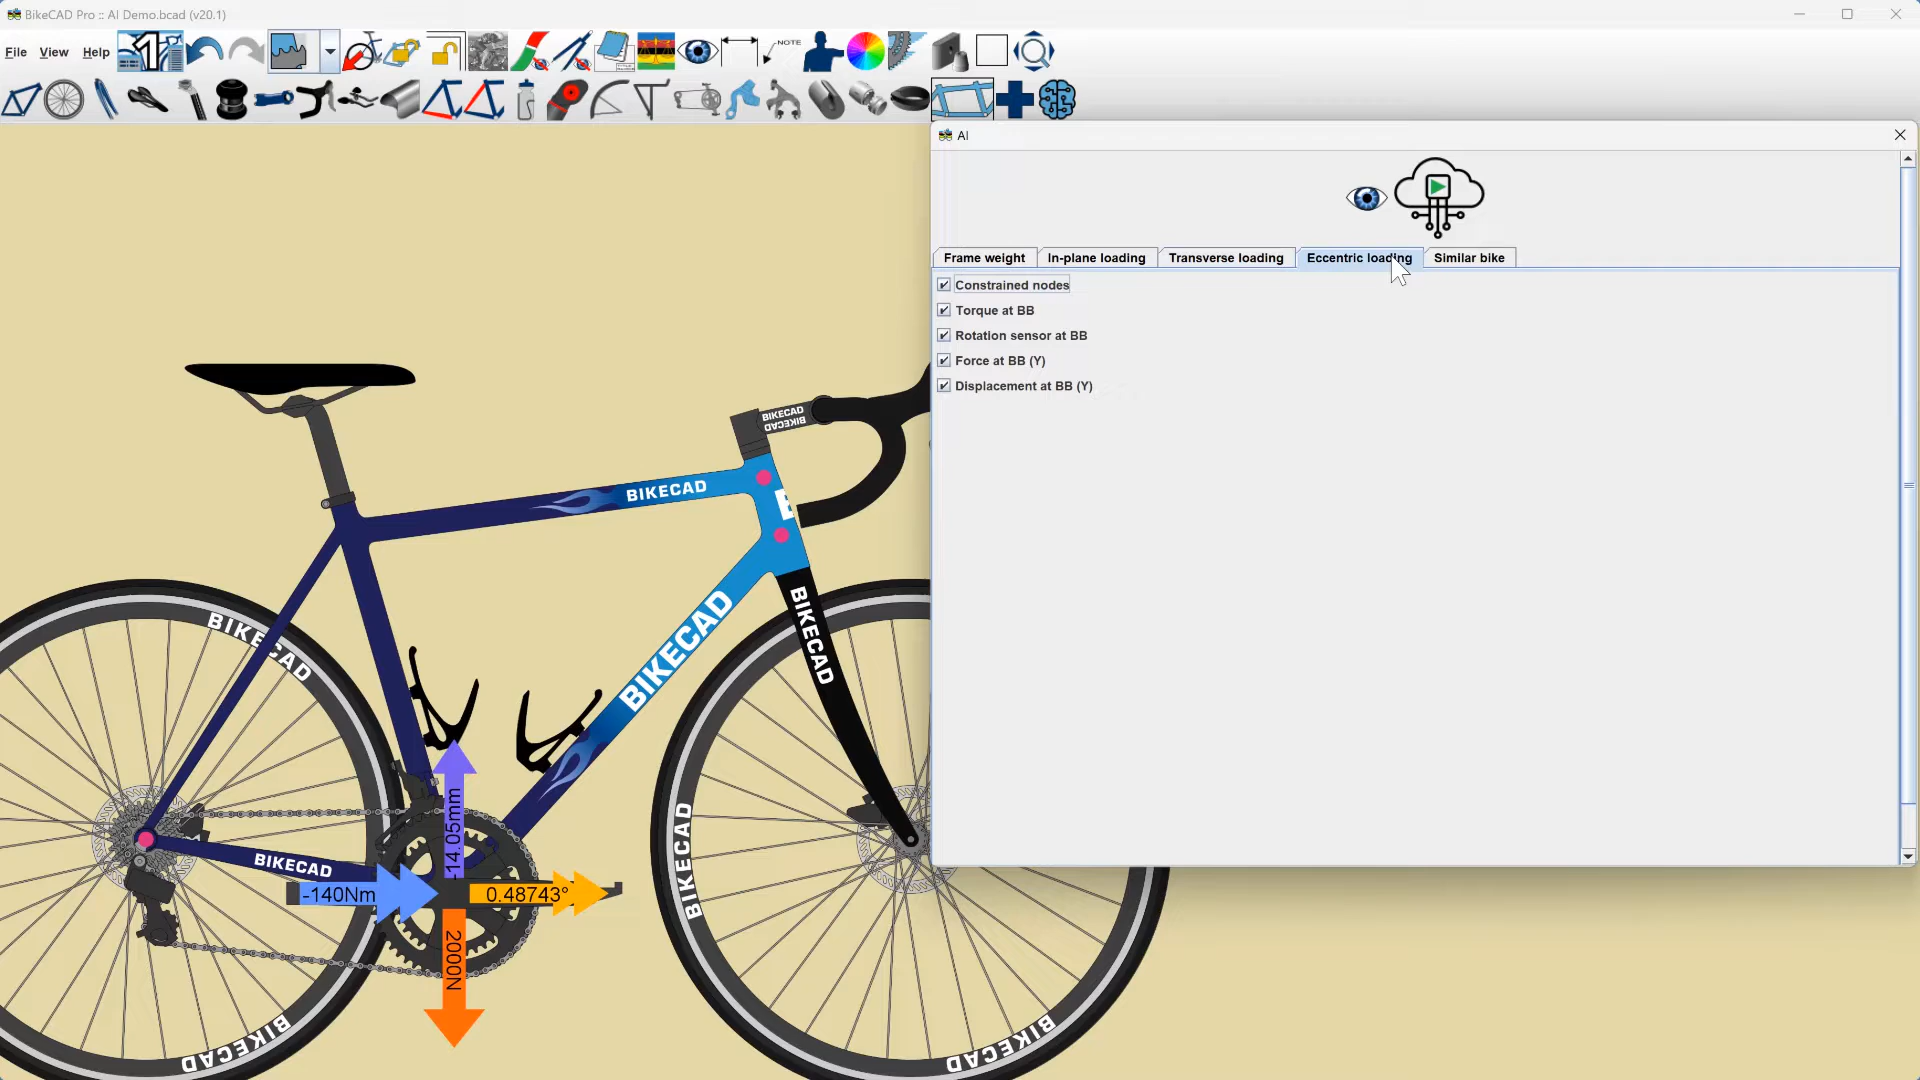 BikeCAD Pro :: AI Demo.bcad (v20.1)
File View Help
1
NOTE
AI
Frame weight In-plane loading Transverse loading Eccentric loading Similar bike
Constrained nodes
Torque at BB
Rotation sensor at BB
Force at BB (Y)
Displacement at BB (Y)
BIKECAD
BIKECAD
BIKECAD
B
BIKECAD
BIKECAD
BIKECAD
BIKECAD
-14.05mm
-140Nm
0.48743°
2000N
BIKECAD
BIKECAD
BIKECAD